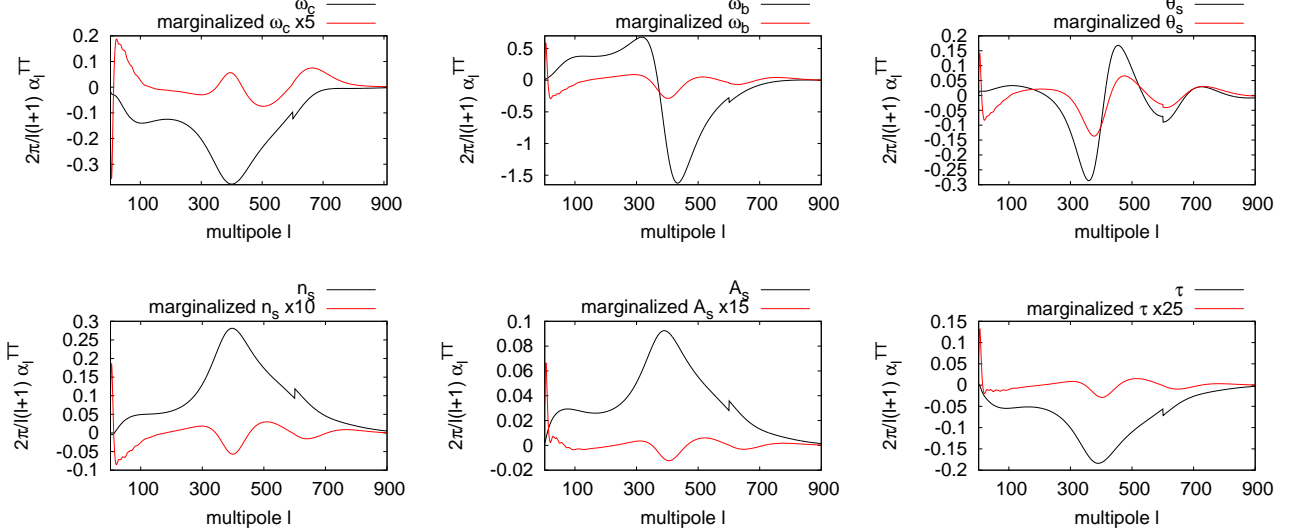 ω_c
marginalized ω_c x5
2π/l(l+1) α_l^TT
0.2
0.1
0
-0.1
-0.2
-0.3
100 300 500 700 900
multipole l
ω_b
marginalized ω_b
2π/l(l+1) α_l^TT
0.5
0
-0.5
-1
-1.5
100 300 500 700 900
multipole l
θ_s
marginalized θ_s
2π/l(l+1) α_l^TT
0.15
0.1
0.05
0
-0.05
-0.1
-0.15
-0.2
-0.25
-0.3
100 300 500 700 900
multipole l
n_s
marginalized n_s x10
2π/l(l+1) α_l^TT
0.3
0.25
0.2
0.15
0.1
0.05
0
-0.05
-0.1
100 300 500 700 900
multipole l
A_s
marginalized A_s x15
2π/l(l+1) α_l^TT
0.1
0.08
0.06
0.04
0.02
0
-0.02
100 300 500 700 900
multipole l
τ
marginalized τ x25
2π/l(l+1) α_l^TT
0.15
0.1
0.05
0
-0.05
-0.1
-0.15
-0.2
100 300 500 700 900
multipole l